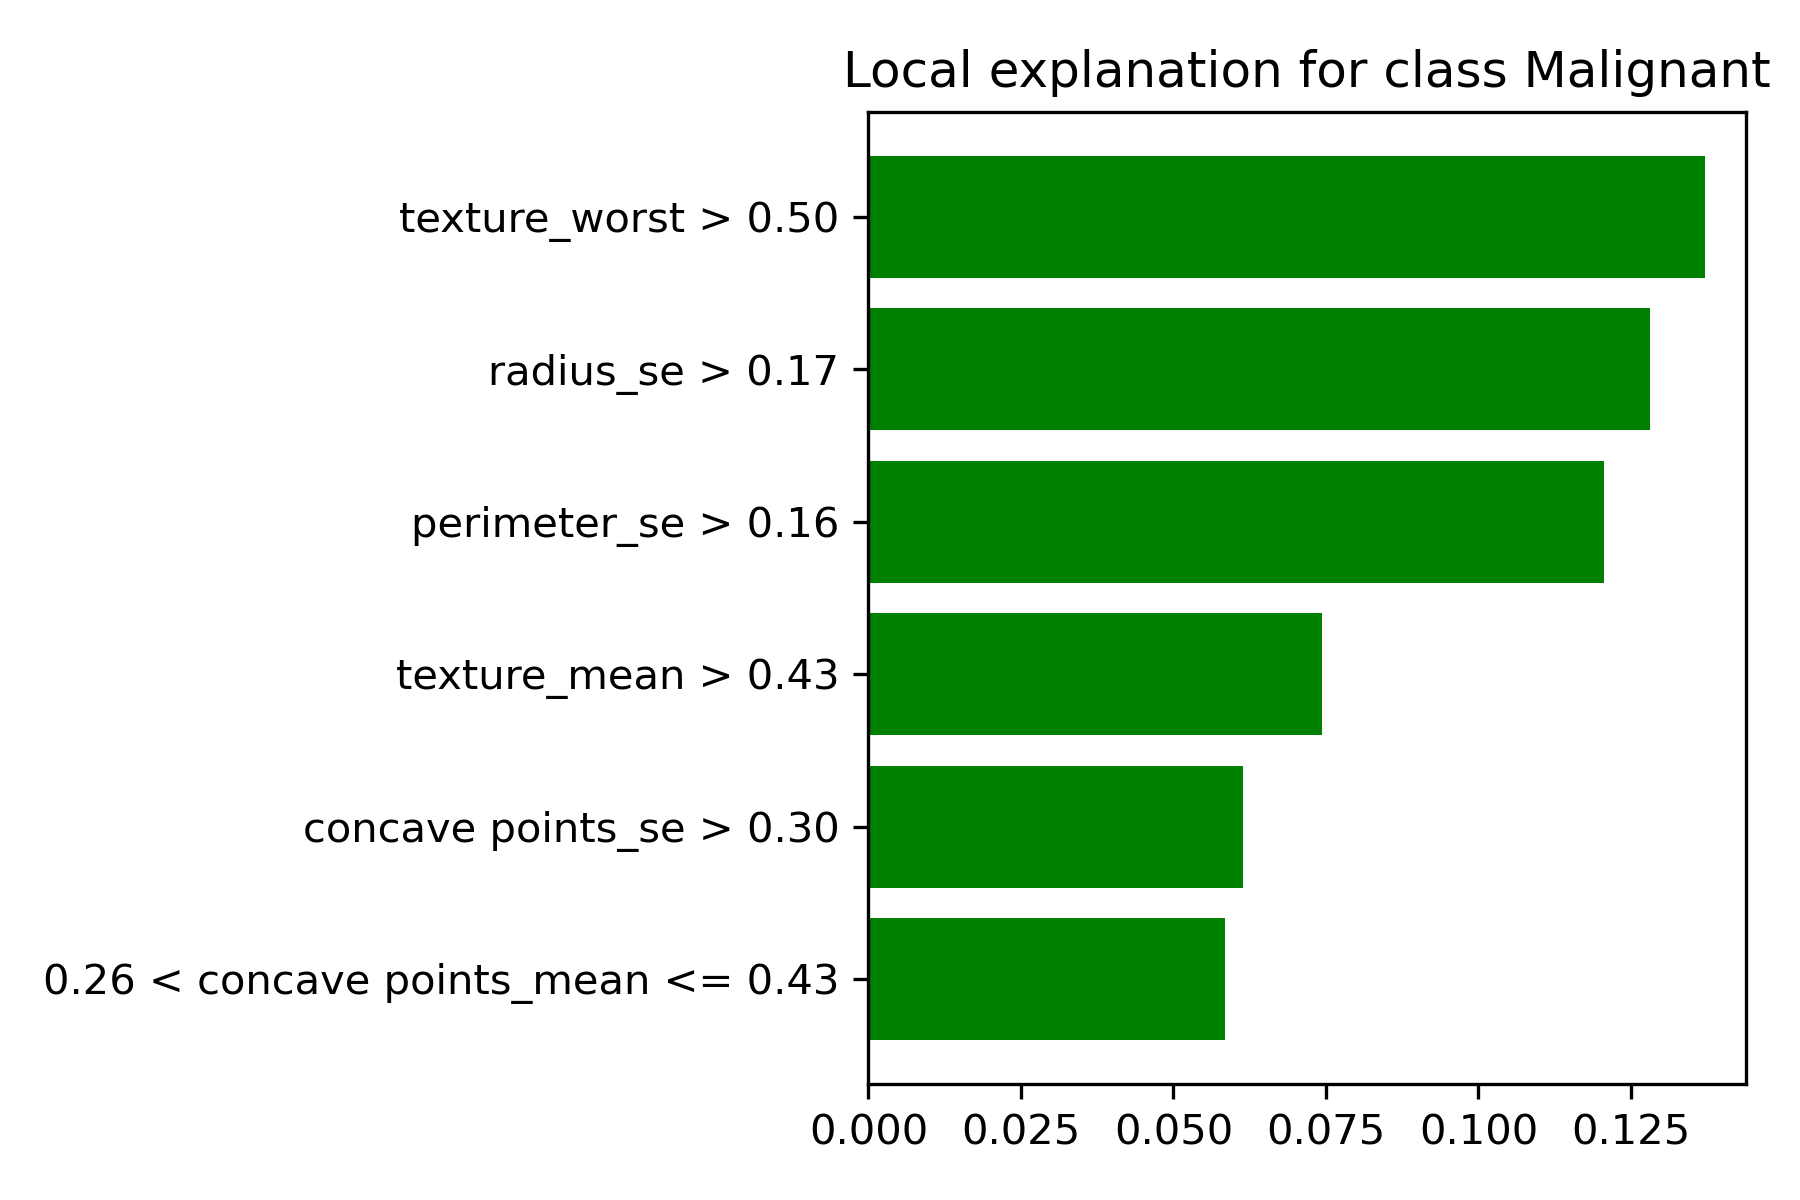 Local explanation for class Malignant
texture_worst > 0.50
radius_se > 0.17
perimeter_se > 0.16
texture_mean > 0.43
concave points_se > 0.30
0.26 < concave points_mean <= 0.43
0.000 0.025 0.050 0.075 0.100 0.125